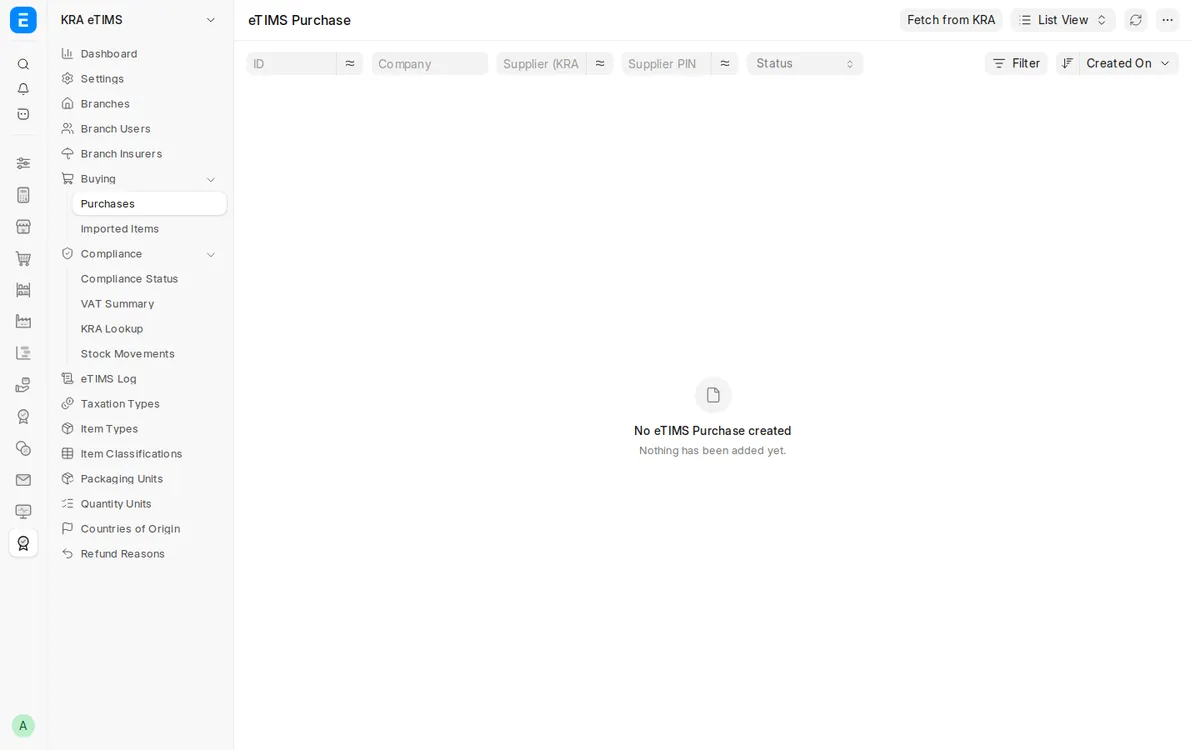 KRA eTIMS
Dashboard
Settings
Branches
Branch Users
Branch Insurers
Buying
Purchases
Imported Items
Compliance
Compliance Status
VAT Summary
KRA Lookup
Stock Movements
eTIMS Log
Taxation Types
Item Types
Item Classifications
Packaging Units
Quantity Units
Countries of Origin
Refund Reasons
A
eTIMS Purchase
Fetch from KRA
List View
ID
≈
Company
Supplier (KRA
≈
Supplier PIN
≈
Status
Filter
Created On
No eTIMS Purchase created
Nothing has been added yet.